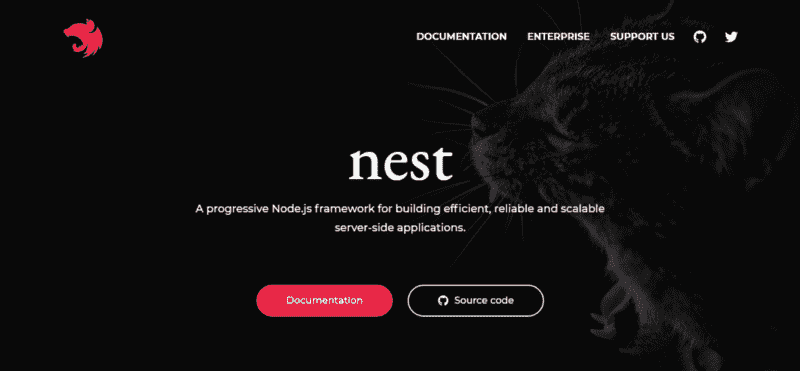 DOCUMENTATION ENTERPRISE SUPPORT US
nest
A progressive Node.js framework for building efficient, reliable and scalable
server-side applications.
Documentation Source code